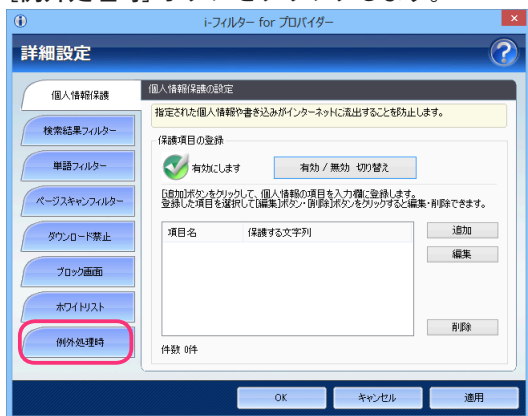 [例外処理時] ボタンをクリックします。
i-フィルター for プロバイダー
詳細設定
個人情報保護
検索結果フィルター
単語フィルター
ページスキャンフィルター
ダウンロード禁止
ブロック画面
ホワイトリスト
例外処理時
個人情報保護の設定
指定された個人情報や書き込みがインターネットに流出することを防止します。
保護項目の登録
有効にします
有効 / 無効 切り替え
[追加]ボタンをクリックして、個人情報の項目を入力欄に登録します。
登録した項目を選択して[編集]ボタン・[削除]ボタンをクリックすると編集・削除できます。
項目名 保護する文字列
追加
編集
削除
件数 0件
OK キャンセル 適用